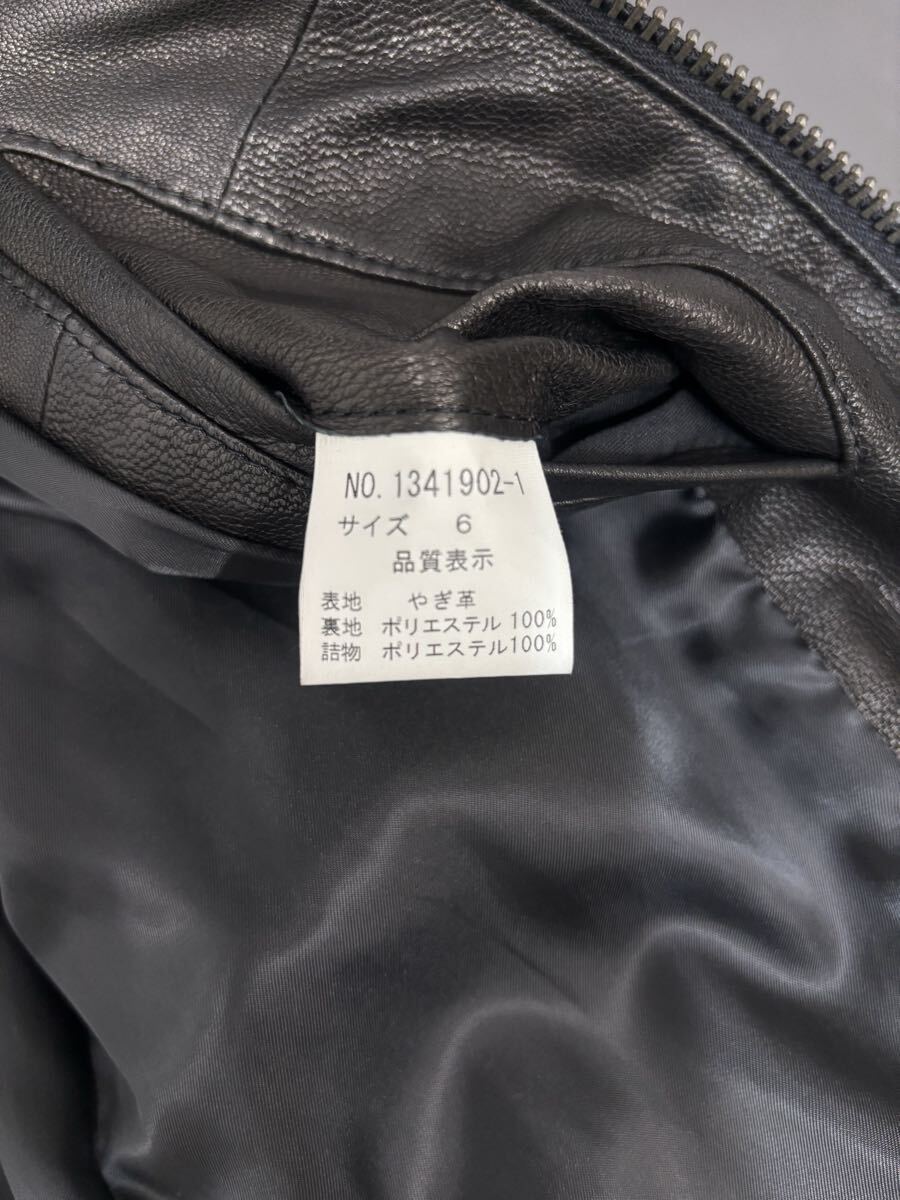 NO. 1341902-1
サイズ 6
品質表示
表地 やぎ革
裏地 ポリエステル 100%
詰物 ポリエステル100%